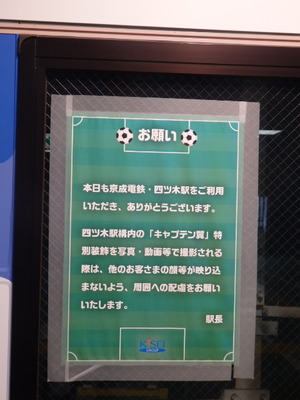 お願い
本日も京成電鉄・四ツ木駅をご利用
いただき、ありがとうございます。
四ツ木駅構内の「キャプテン翼」特
別装飾を写真・動画等で撮影される
際は、他のお客さまの顔等が映り込
まないよう、周囲への配慮をお願い
いたします。
駅長
KEISEI
GROUP